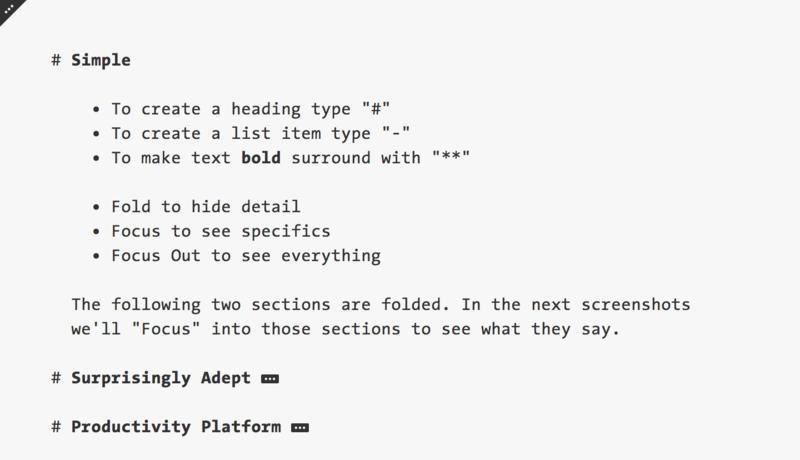 # Simple
• To create a heading type "#"
• To create a list item type "-"
• To make text bold surround with "**"
• Fold to hide detail
• Focus to see specifics
• Focus Out to see everything
The following two sections are folded. In the next screenshots
we'll "Focus" into those sections to see what they say.
# Surprisingly Adept
# Productivity Platform